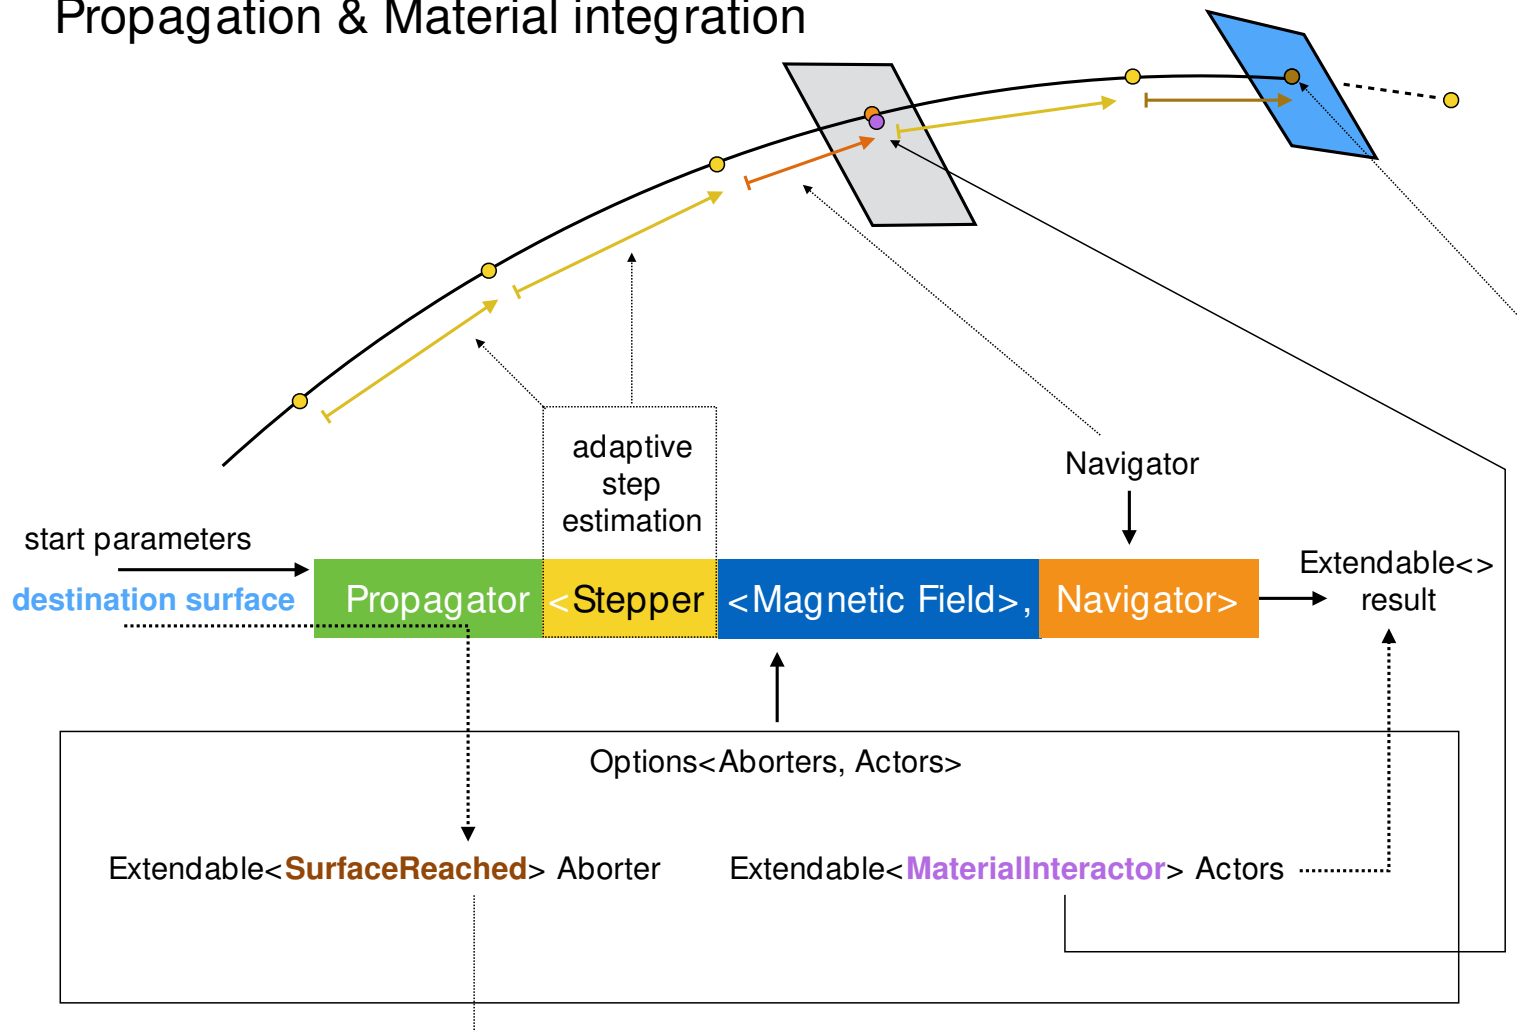 Propagation & Material integration
adaptive
step
estimation
Navigator
start parameters
destination surface
Propagator <Stepper <Magnetic Field>, Navigator>
Extendable<>
result
Options<Aborters, Actors>
Extendable<SurfaceReached> Aborter
Extendable<MaterialInteractor> Actors